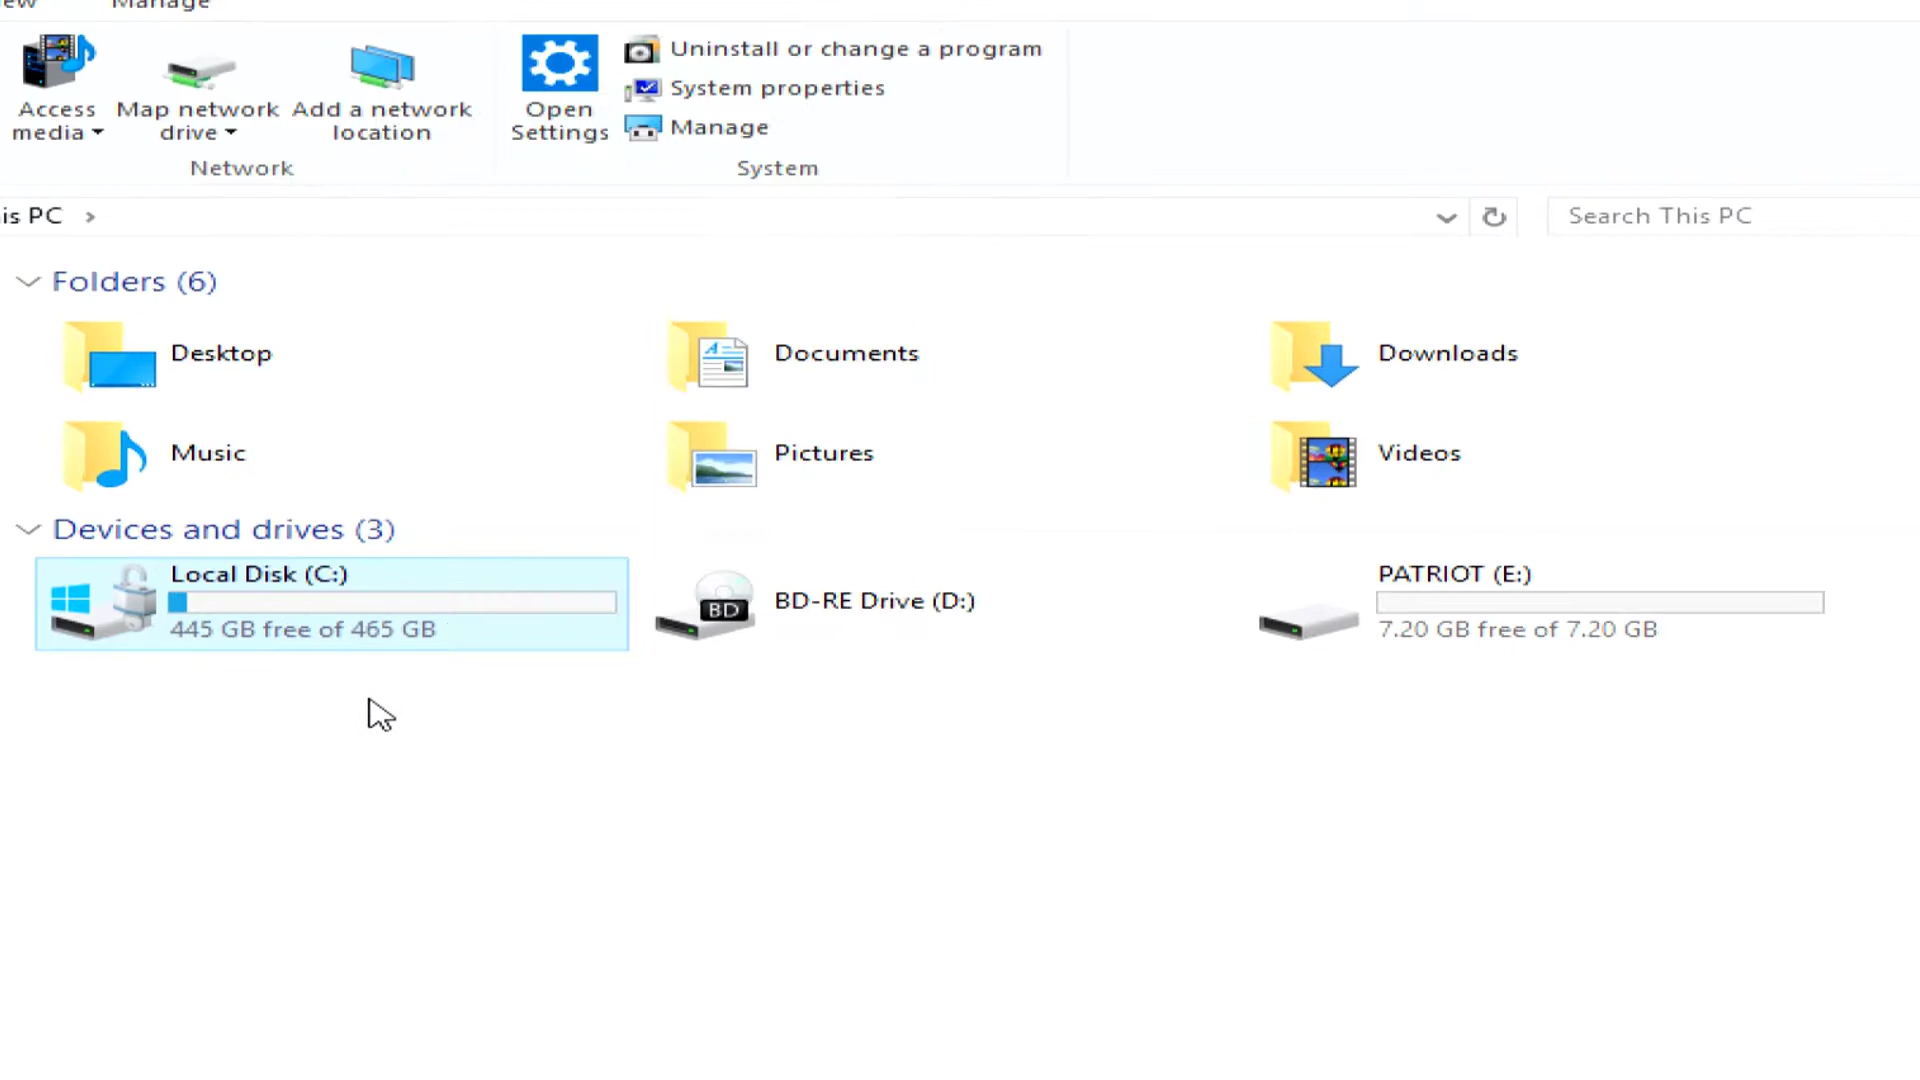 Manage
Uninstall or change a program
System properties
Manage
Access
media
Map network
drive
Add a network
location
Open
Settings
Network
System
is PC
Search This PC
Folders (6)
Desktop
Documents
Downloads
Music
Pictures
Videos
Devices and drives (3)
Local Disk (C:)
445 GB free of 465 GB
BD
BD-RE Drive (D:)
PATRIOT (E:)
7.20 GB free of 7.20 GB